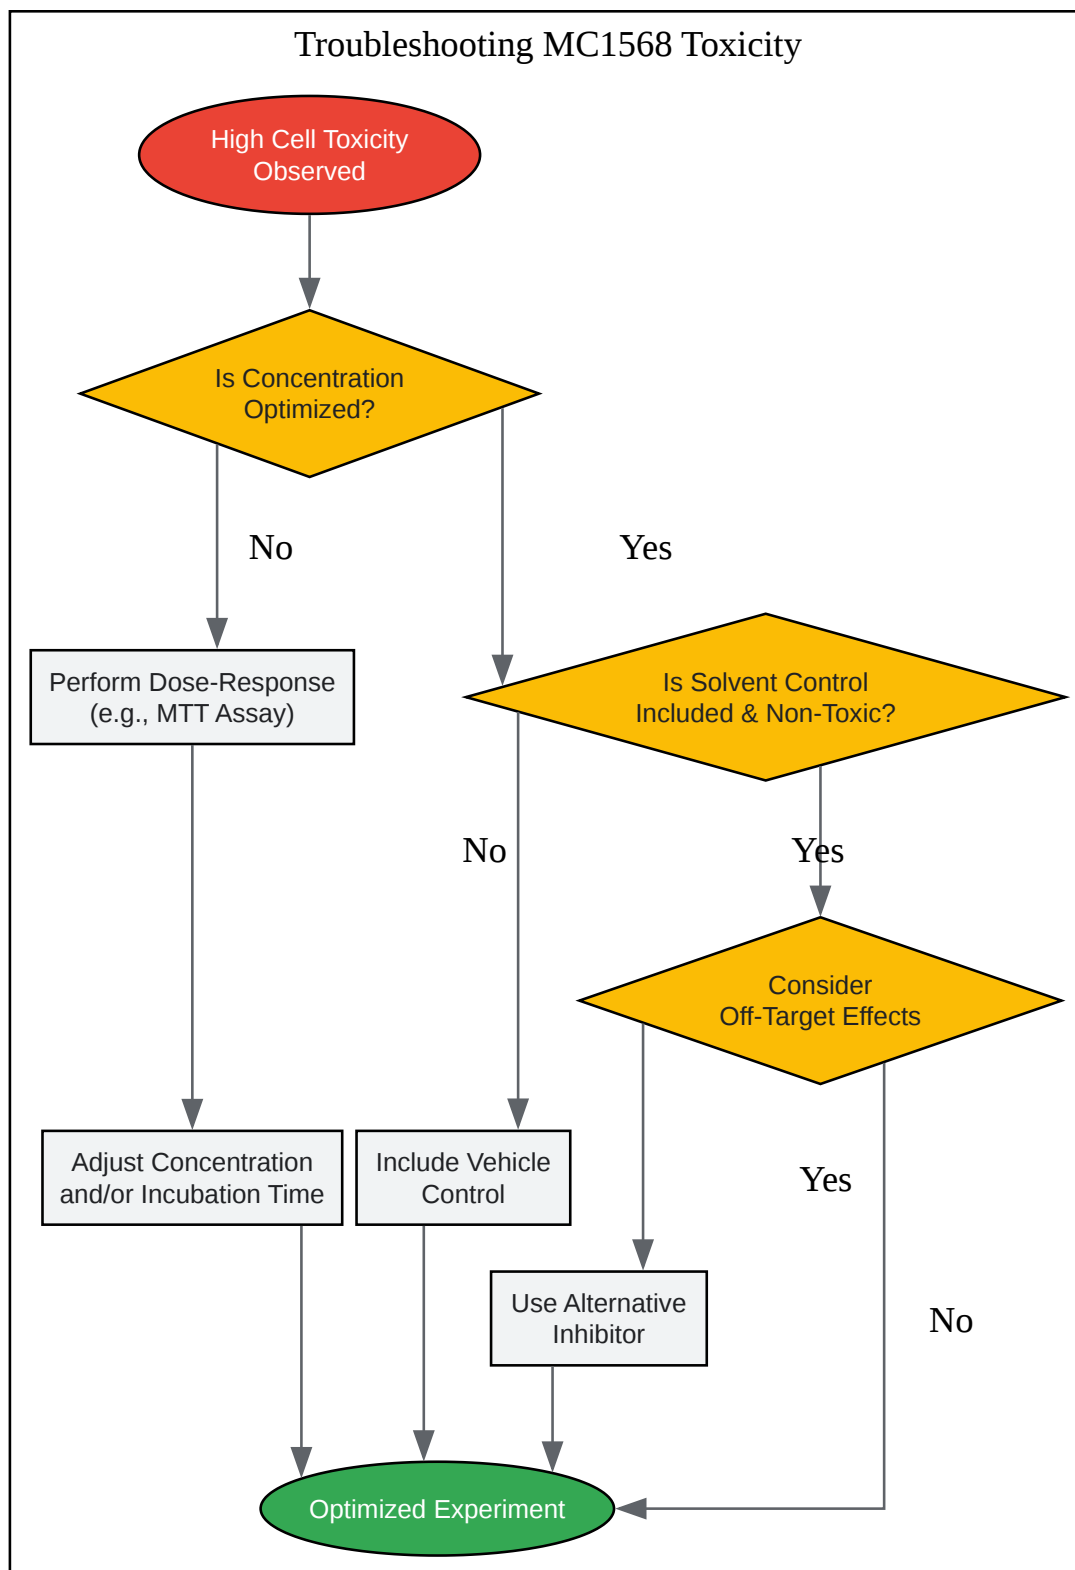 Troubleshooting MC1568 Toxicity
High Cell Toxicity
Observed
Is Concentration
Optimized?
No
Yes
Perform Dose-Response
(e.g., MTT Assay)
Is Solvent Control
Included & Non-Toxic?
No
Yes
Consider
Off-Target Effects
Adjust Concentration
and/or Incubation Time
Include Vehicle
Control
Yes
Use Alternative
Inhibitor
No
Optimized Experiment